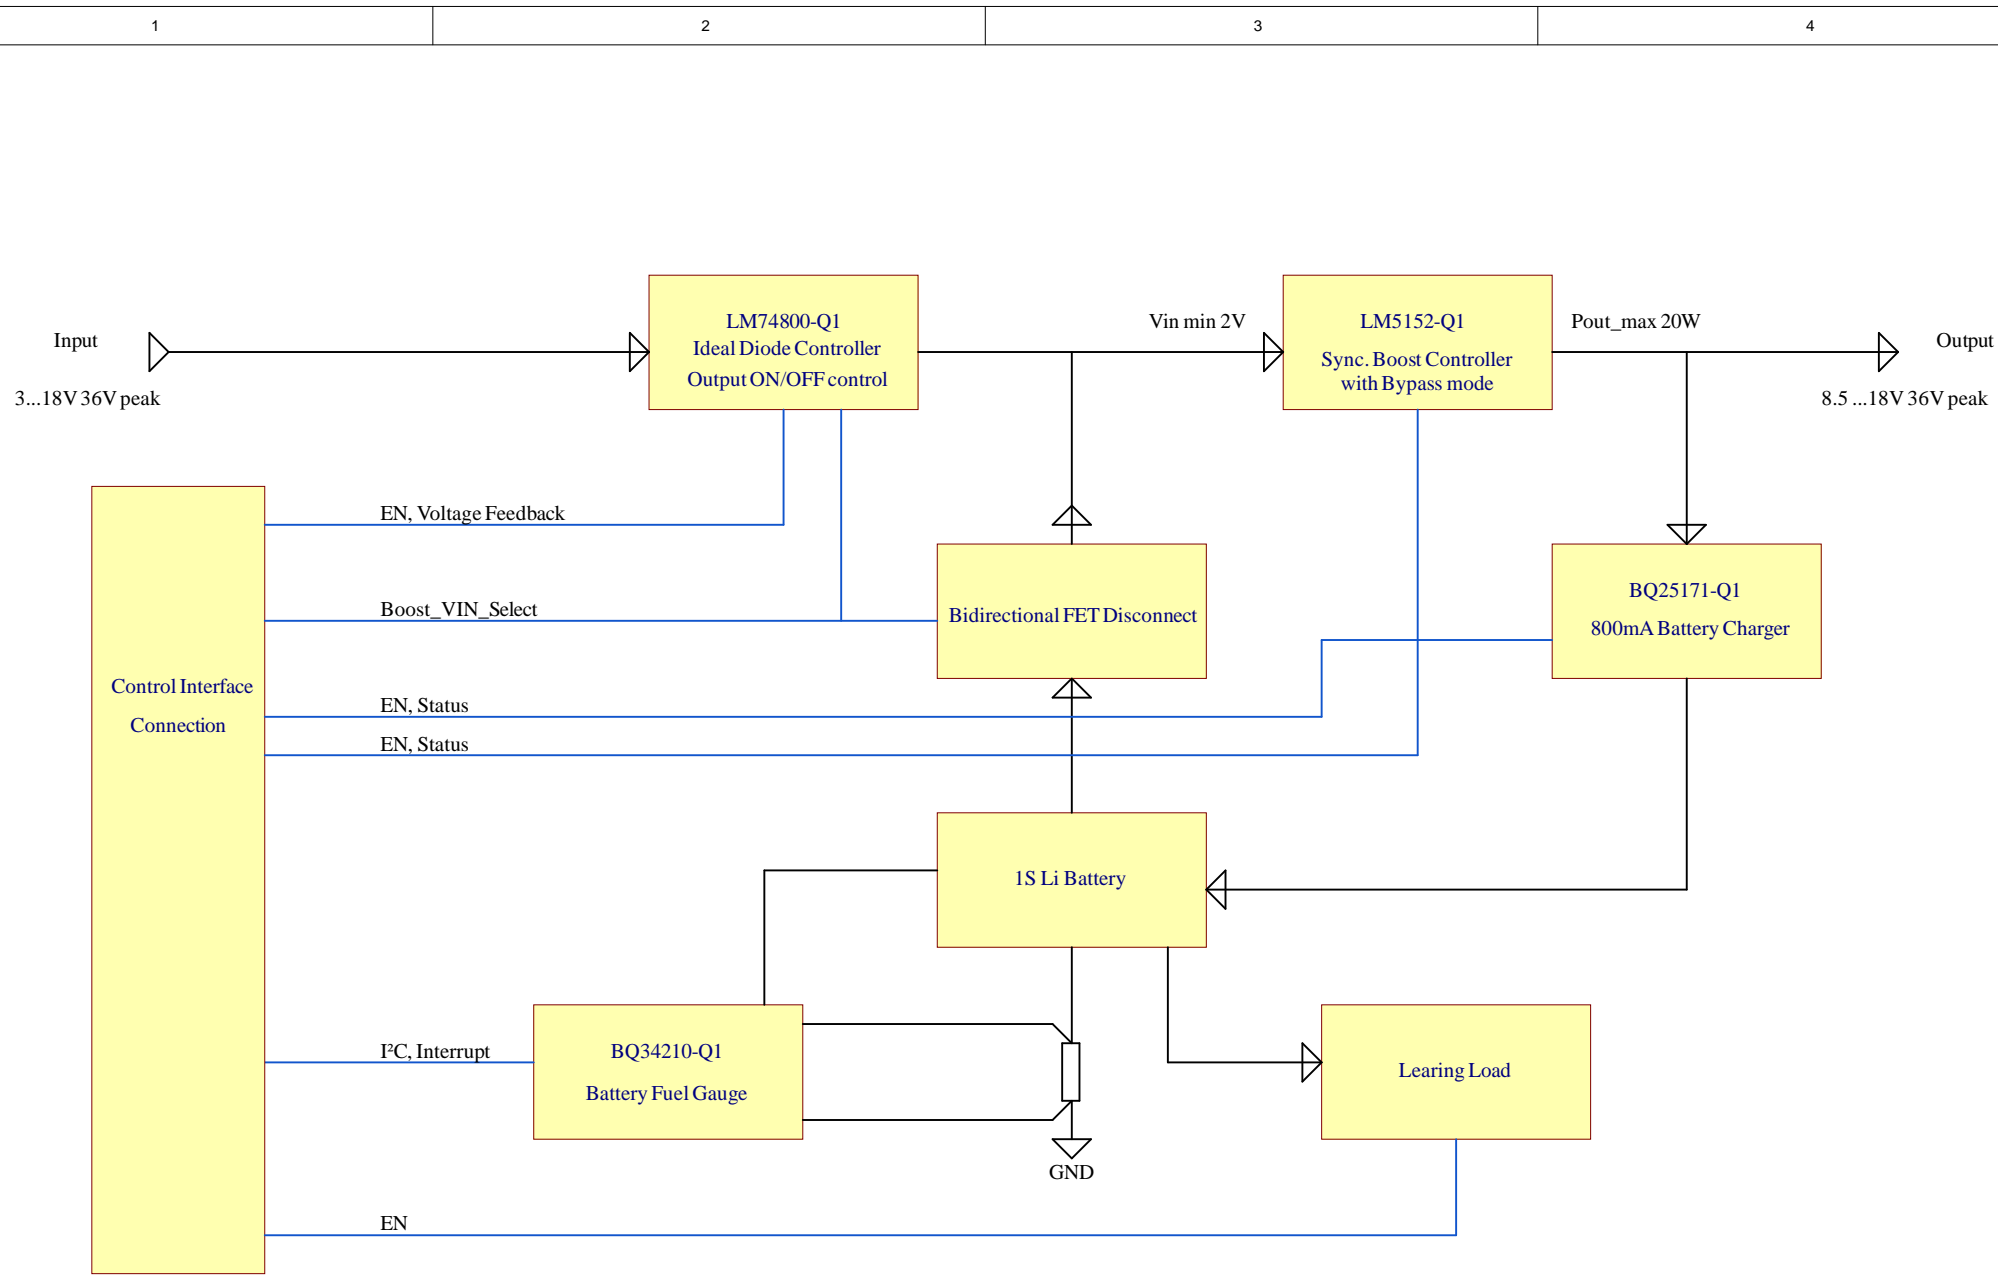 1
2
3
4
LM74800-Q1
Ideal Diode Controller
Output ON/OFF control
Vin min 2V
LM5152-Q1
Sync. Boost Controller
with Bypass mode
Pout_max 20W
Input
3...18V 36V peak
Output
8.5 ...18V 36V peak
EN, Voltage Feedback
Boost_VIN_Select
Bidirectional FET Disconnect
BQ25171-Q1
800mA Battery Charger
Control Interface
Connection
EN, Status
EN, Status
1S Li Battery
I²C, Interrupt
BQ34210-Q1
Battery Fuel Gauge
Learing Load
GND
EN